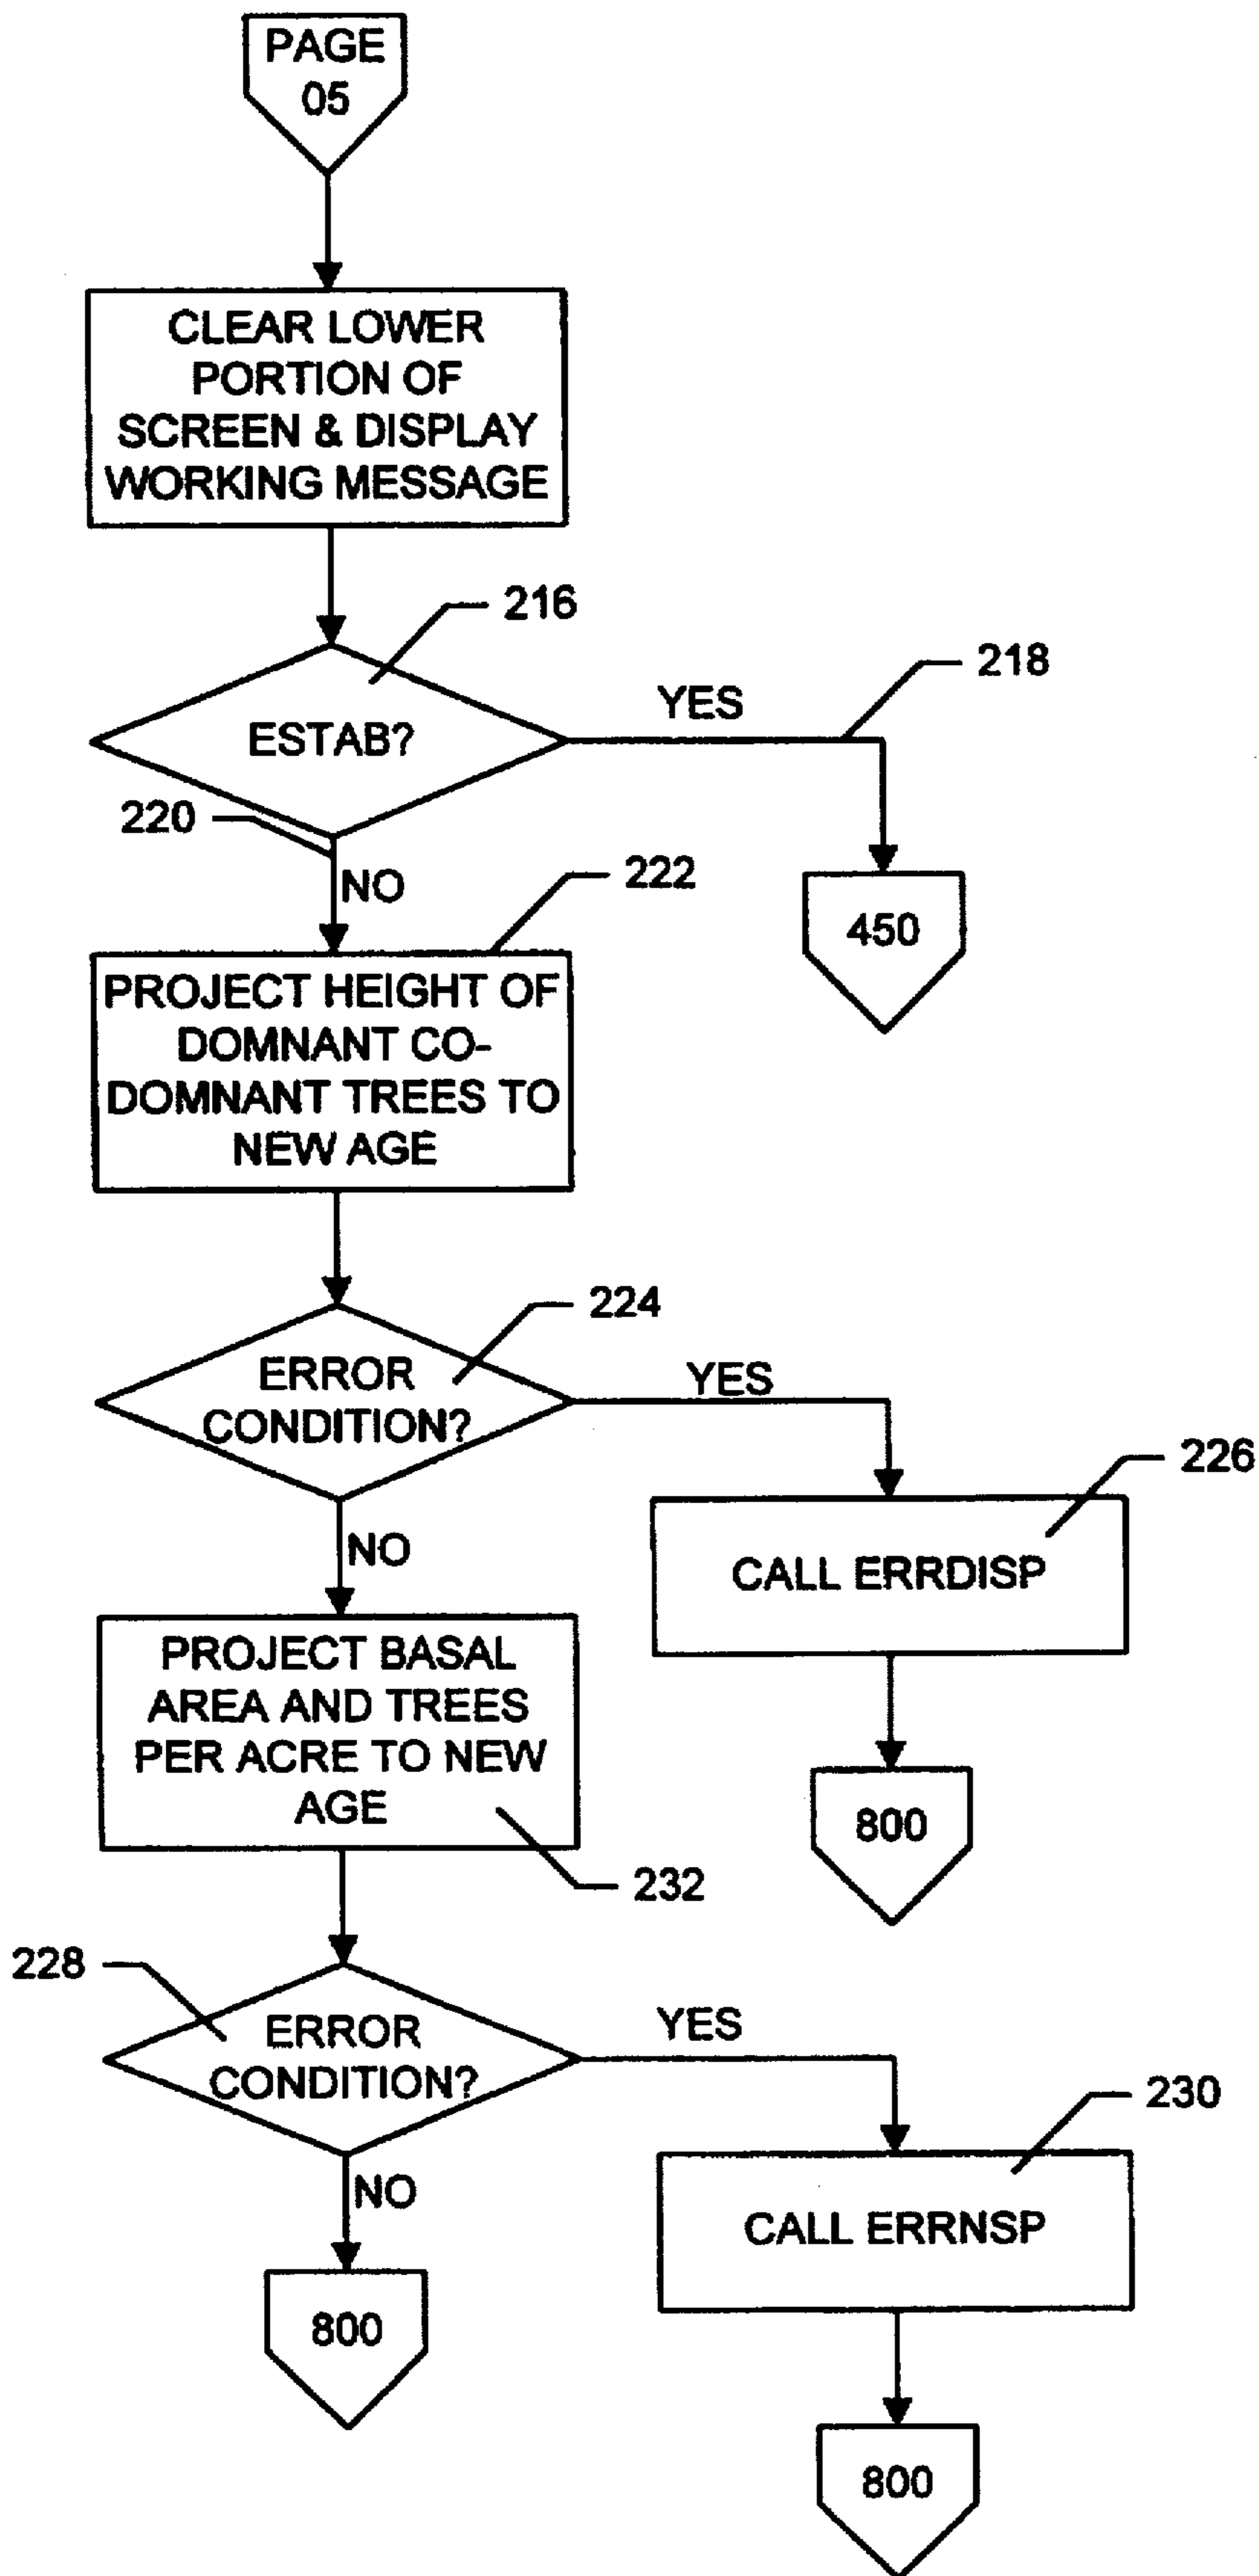 PAGE
05
CLEAR LOWER
PORTION OF
SCREEN & DISPLAY
WORKING MESSAGE
216
218
YES
ESTAB?
220
NO
222
450
PROJECT HEIGHT OF
DOMNANT CO-
DOMNANT TREES TO
NEW AGE
224
ERROR
CONDITION?
YES
226
NO
CALL ERRDISP
PROJECT BASAL
AREA AND TREES
PER ACRE TO NEW
AGE
800
232
228
ERROR
CONDITION?
YES
230
NO
CALL ERRNSP
800
800